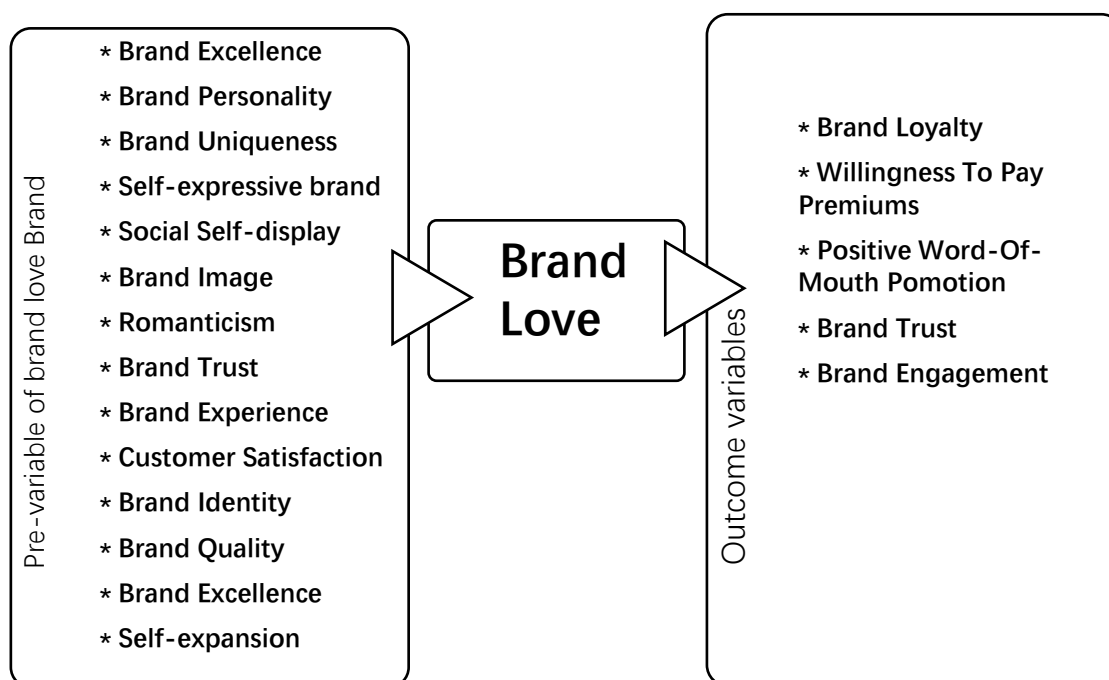 Pre-variable of brand love Brand
* Brand Excellence
* Brand Personality
* Brand Uniqueness
* Self-expressive brand
* Social Self-display
* Brand Image
* Romanticism
* Brand Trust
* Brand Experience
* Customer Satisfaction
* Brand Identity
* Brand Quality
* Brand Excellence
* Self-expansion
Brand
Love
Outcome variables
* Brand Loyalty
* Willingness To Pay
Premiums
* Positive Word-Of-
Mouth Pomotion
* Brand Trust
* Brand Engagement